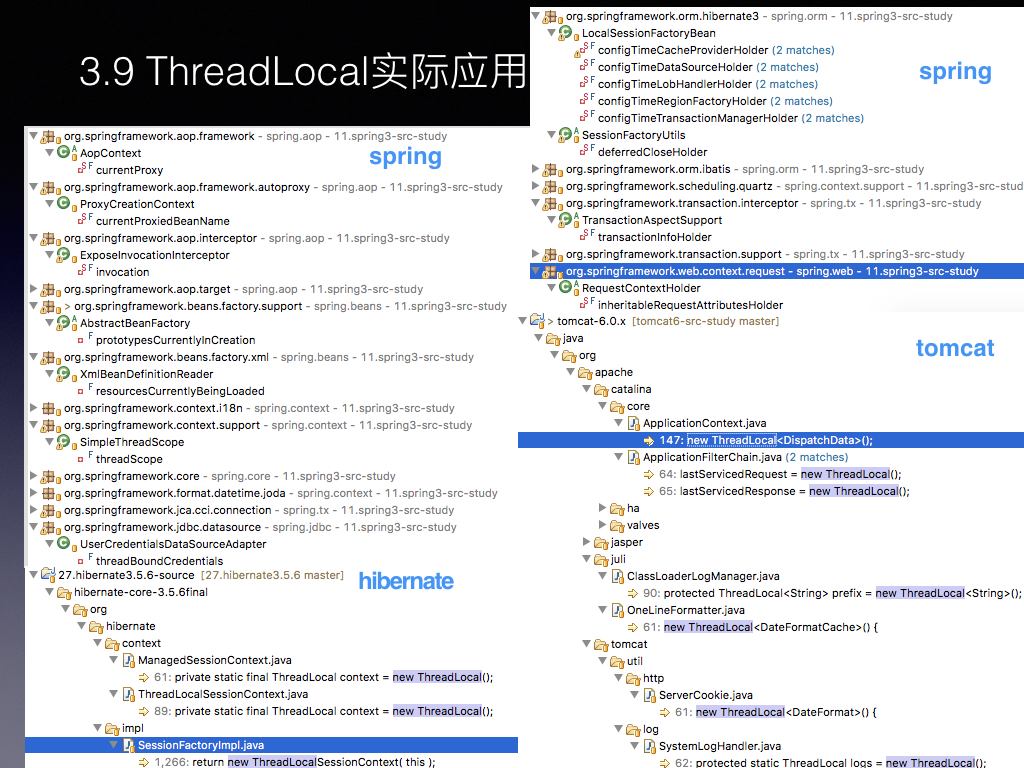 3.9 ThreadLocal实际应用
org.springframework.aop.framework - spring.aop - 11.spring3-src-study
AopContext
currentProxy
spring
org.springframework.aop.framework.autoproxy - spring.aop - 11.spring3-src-study
ProxyCreationContext
currentProxiedBeanName
org.springframework.aop.interceptor - spring.aop - 11.spring3-src-study
ExposeInvocationInterceptor
invocation
org.springframework.aop.target - spring.aop - 11.spring3-src-study
> org.springframework.beans.factory.support - spring.beans - 11.spring3-src-study
AbstractBeanFactory
prototypesCurrentlyInCreation
org.springframework.beans.factory.xml - spring.beans - 11.spring3-src-study
XmlBeanDefinitionReader
resourcesCurrentlyBeingLoaded
org.springframework.context.i18n - spring.context - 11.spring3-src-study
org.springframework.context.support - spring.context - 11.spring3-src-study
SimpleThreadScope
threadScope
org.springframework.core - spring.core - 11.spring3-src-study
org.springframework.format.datetime.joda - spring.context - 11.spring3-src-study
org.springframework.jca.cci.connection - spring.tx - 11.spring3-src-study
org.springframework.jdbc.datasource - spring.jdbc - 11.spring3-src-study
UserCredentialsDataSourceAdapter
threadBoundCredentials
27.hibernate3.5.6-source [27.hibernate3.5.6 master]
hibernate
hibernate-core-3.5.6final
org
hibernate
context
ManagedSessionContext.java
61: private static final ThreadLocal context = new ThreadLocal();
ThreadLocalSessionContext.java
89: private static final ThreadLocal context = new ThreadLocal();
impl
SessionFactoryImpl.java
1,266: return new ThreadLocalSessionContext( this );
org.springframework.orm.hibernate3 - spring.orm - 11.spring3-src-study
LocalSessionFactoryBean
configTimeCacheProviderHolder (2 matches)
configTimeDataSourceHolder (2 matches)
spring
configTimeLobHandlerHolder (2 matches)
configTimeRegionFactoryHolder (2 matches)
configTimeTransactionManagerHolder (2 matches)
SessionFactoryUtils
deferredCloseHolder
org.springframework.orm.ibatis - spring.orm - 11.spring3-src-study
org.springframework.scheduling.quartz - spring.context.support - 11.spring3-src-stud
org.springframework.transaction.interceptor - spring.tx - 11.spring3-src-study
TransactionAspectSupport
transactionInfoHolder
org.springframework.transaction.support - spring.tx - 11.spring3-src-study
org.springframework.web.context.request - spring.web - 11.spring3-src-study
RequestContextHolder
inheritableRequestAttributesHolder
> tomcat-6.0.x [tomcat6-src-study master]
java
tomcat
org
apache
catalina
core
ApplicationContext.java
147: new ThreadLocal<DispatchData>();
ApplicationFilterChain.java (2 matches)
64: lastServicedRequest = new ThreadLocal();
65: lastServicedResponse = new ThreadLocal();
ha
valves
jasper
juli
ClassLoaderLogManager.java
90: protected ThreadLocal<String> prefix = new ThreadLocal<String>();
OneLineFormatter.java
61: new ThreadLocal<DateFormatCache>() {
tomcat
util
http
ServerCookie.java
61: new ThreadLocal<DateFormat>() {
log
SystemLogHandler.java
62: protected static ThreadLocal logs = new ThreadLocal();